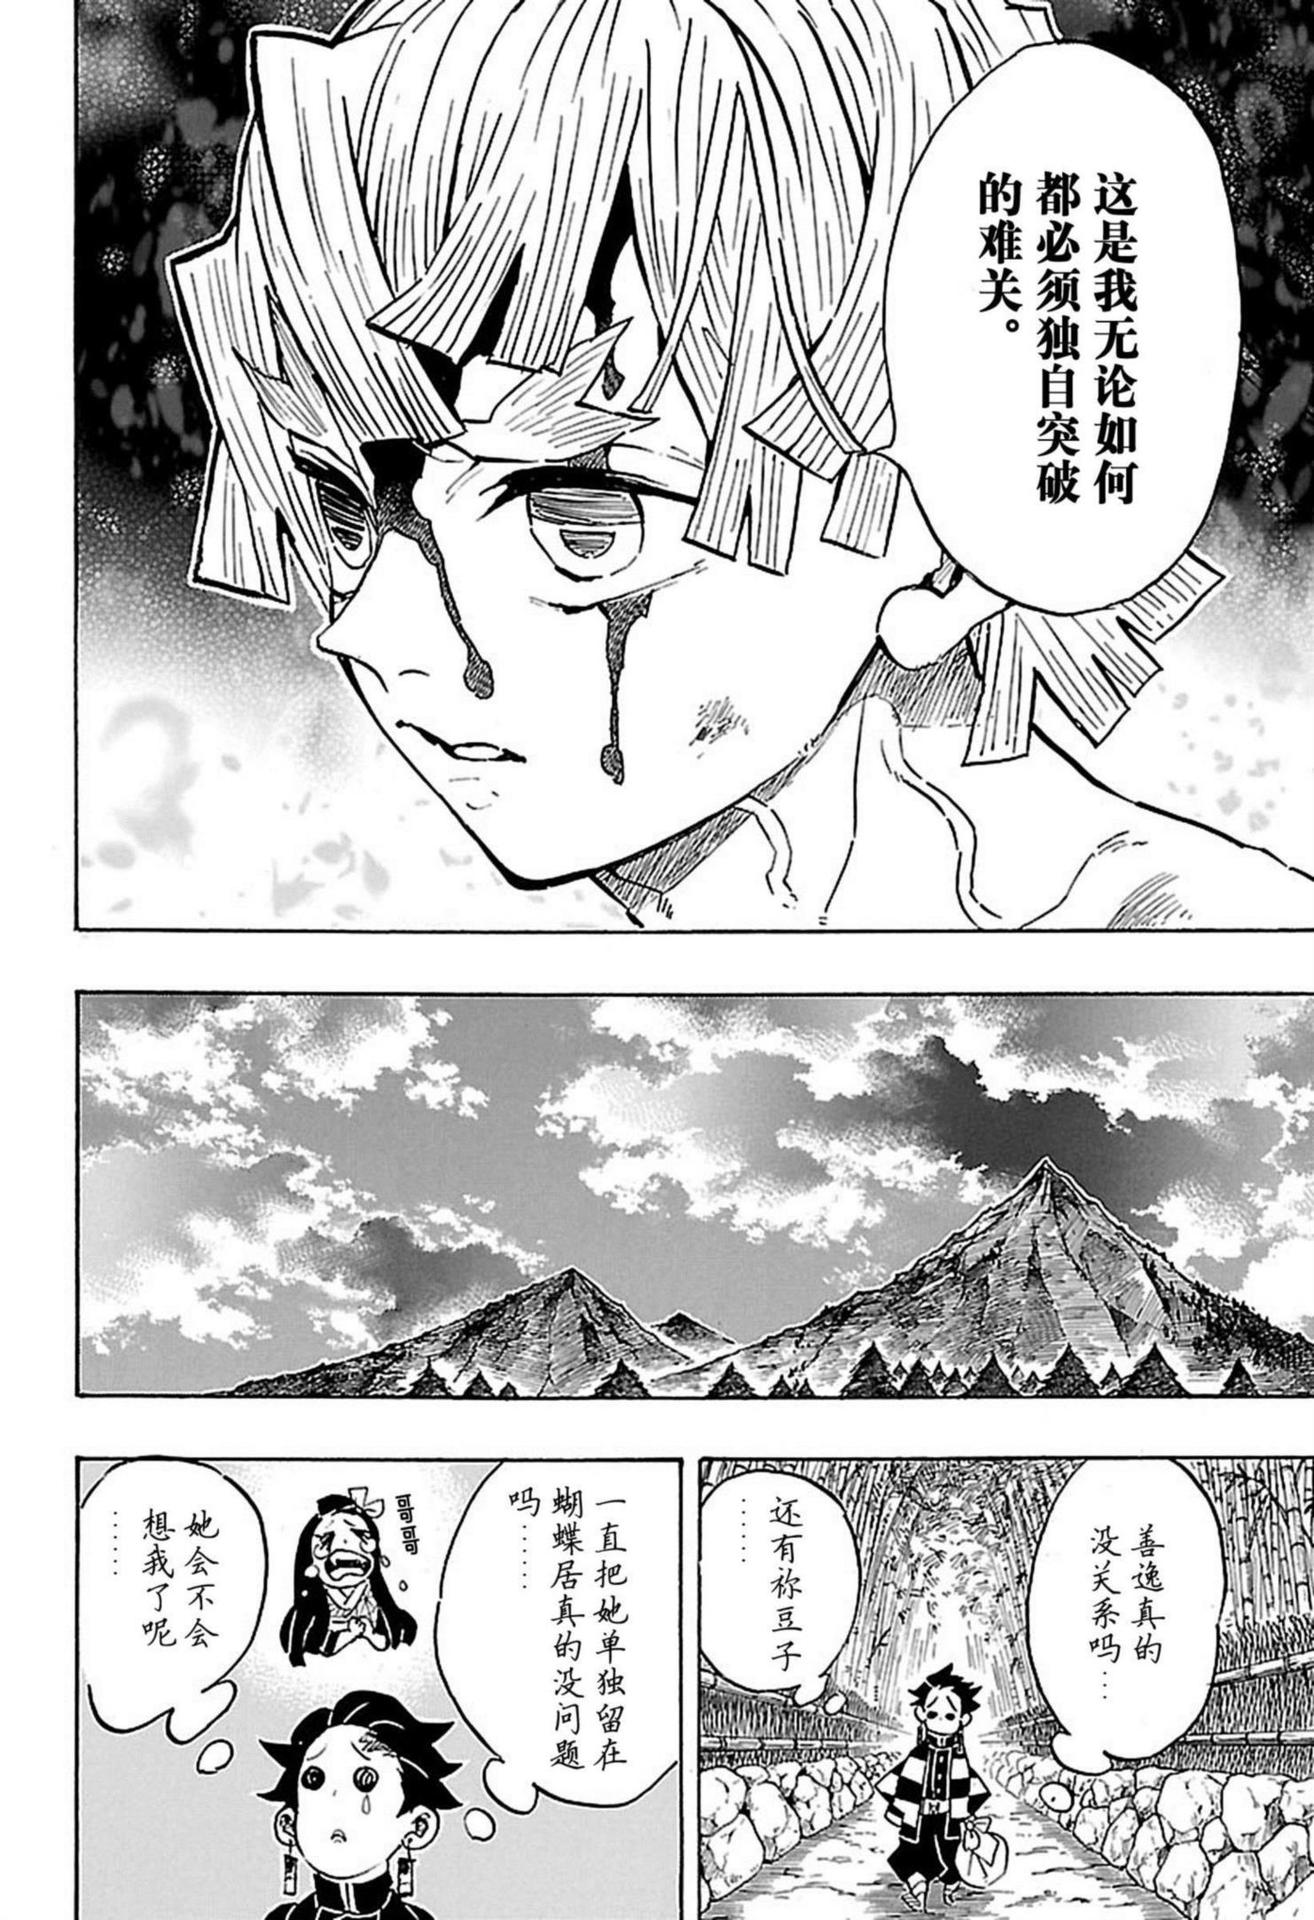 这是我无论如何
都必须独自突破
的难关。
善逸真的
没关系吗……
还有祢豆子
……
一直把她单独留在
蝴蝶居真的没问题
吗……
哥哥
她会不会
想我了呢
……